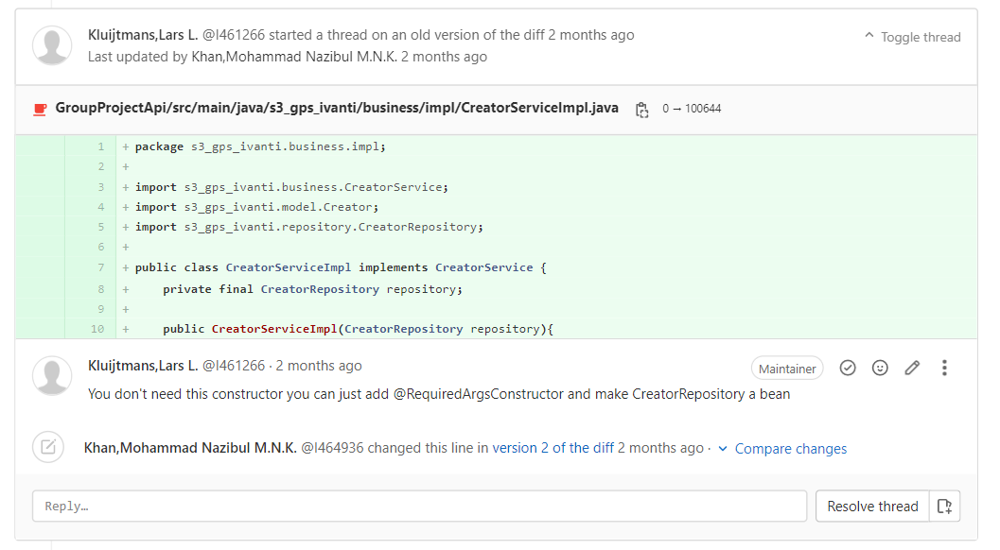 Kluijtmans,Lars L. @I461266 started a thread on an old version of the diff 2 months ago
Toggle thread
Last updated by Khan,Mohammad Nazibul M.N.K. 2 months ago
GroupProjectApi/src/main/java/s3_gps_ivanti/business/impl/CreatorServiceImpl.java 0 → 100644
1 + package s3_gps_ivanti.business.impl;
2 +
3 + import s3_gps_ivanti.business.CreatorService;
4 + import s3_gps_ivanti.model.Creator;
5 + import s3_gps_ivanti.repository.CreatorRepository;
6 +
7 + public class CreatorServiceImpl implements CreatorService {
8 +     private final CreatorRepository repository;
9 +
10 +     public CreatorServiceImpl(CreatorRepository repository){
Kluijtmans,Lars L. @I461266 · 2 months ago
Maintainer
You don't need this constructor you can just add @RequiredArgsConstructor and make CreatorRepository a bean
Khan,Mohammad Nazibul M.N.K. @I464936 changed this line in version 2 of the diff 2 months ago · Compare changes
Reply…
Resolve thread